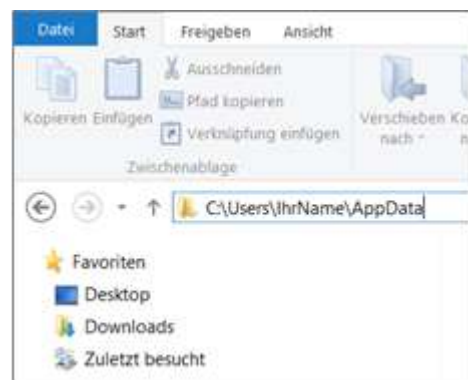 Datei Start Freigeben Ansicht
Ausschneiden
Pfad kopieren
Kopieren Einfügen Verknüpfung einfügen
Verschieben
nach
Zwischenablage
C:\Users\IhrName\AppData
Favoriten
Desktop
Downloads
Zuletzt besucht